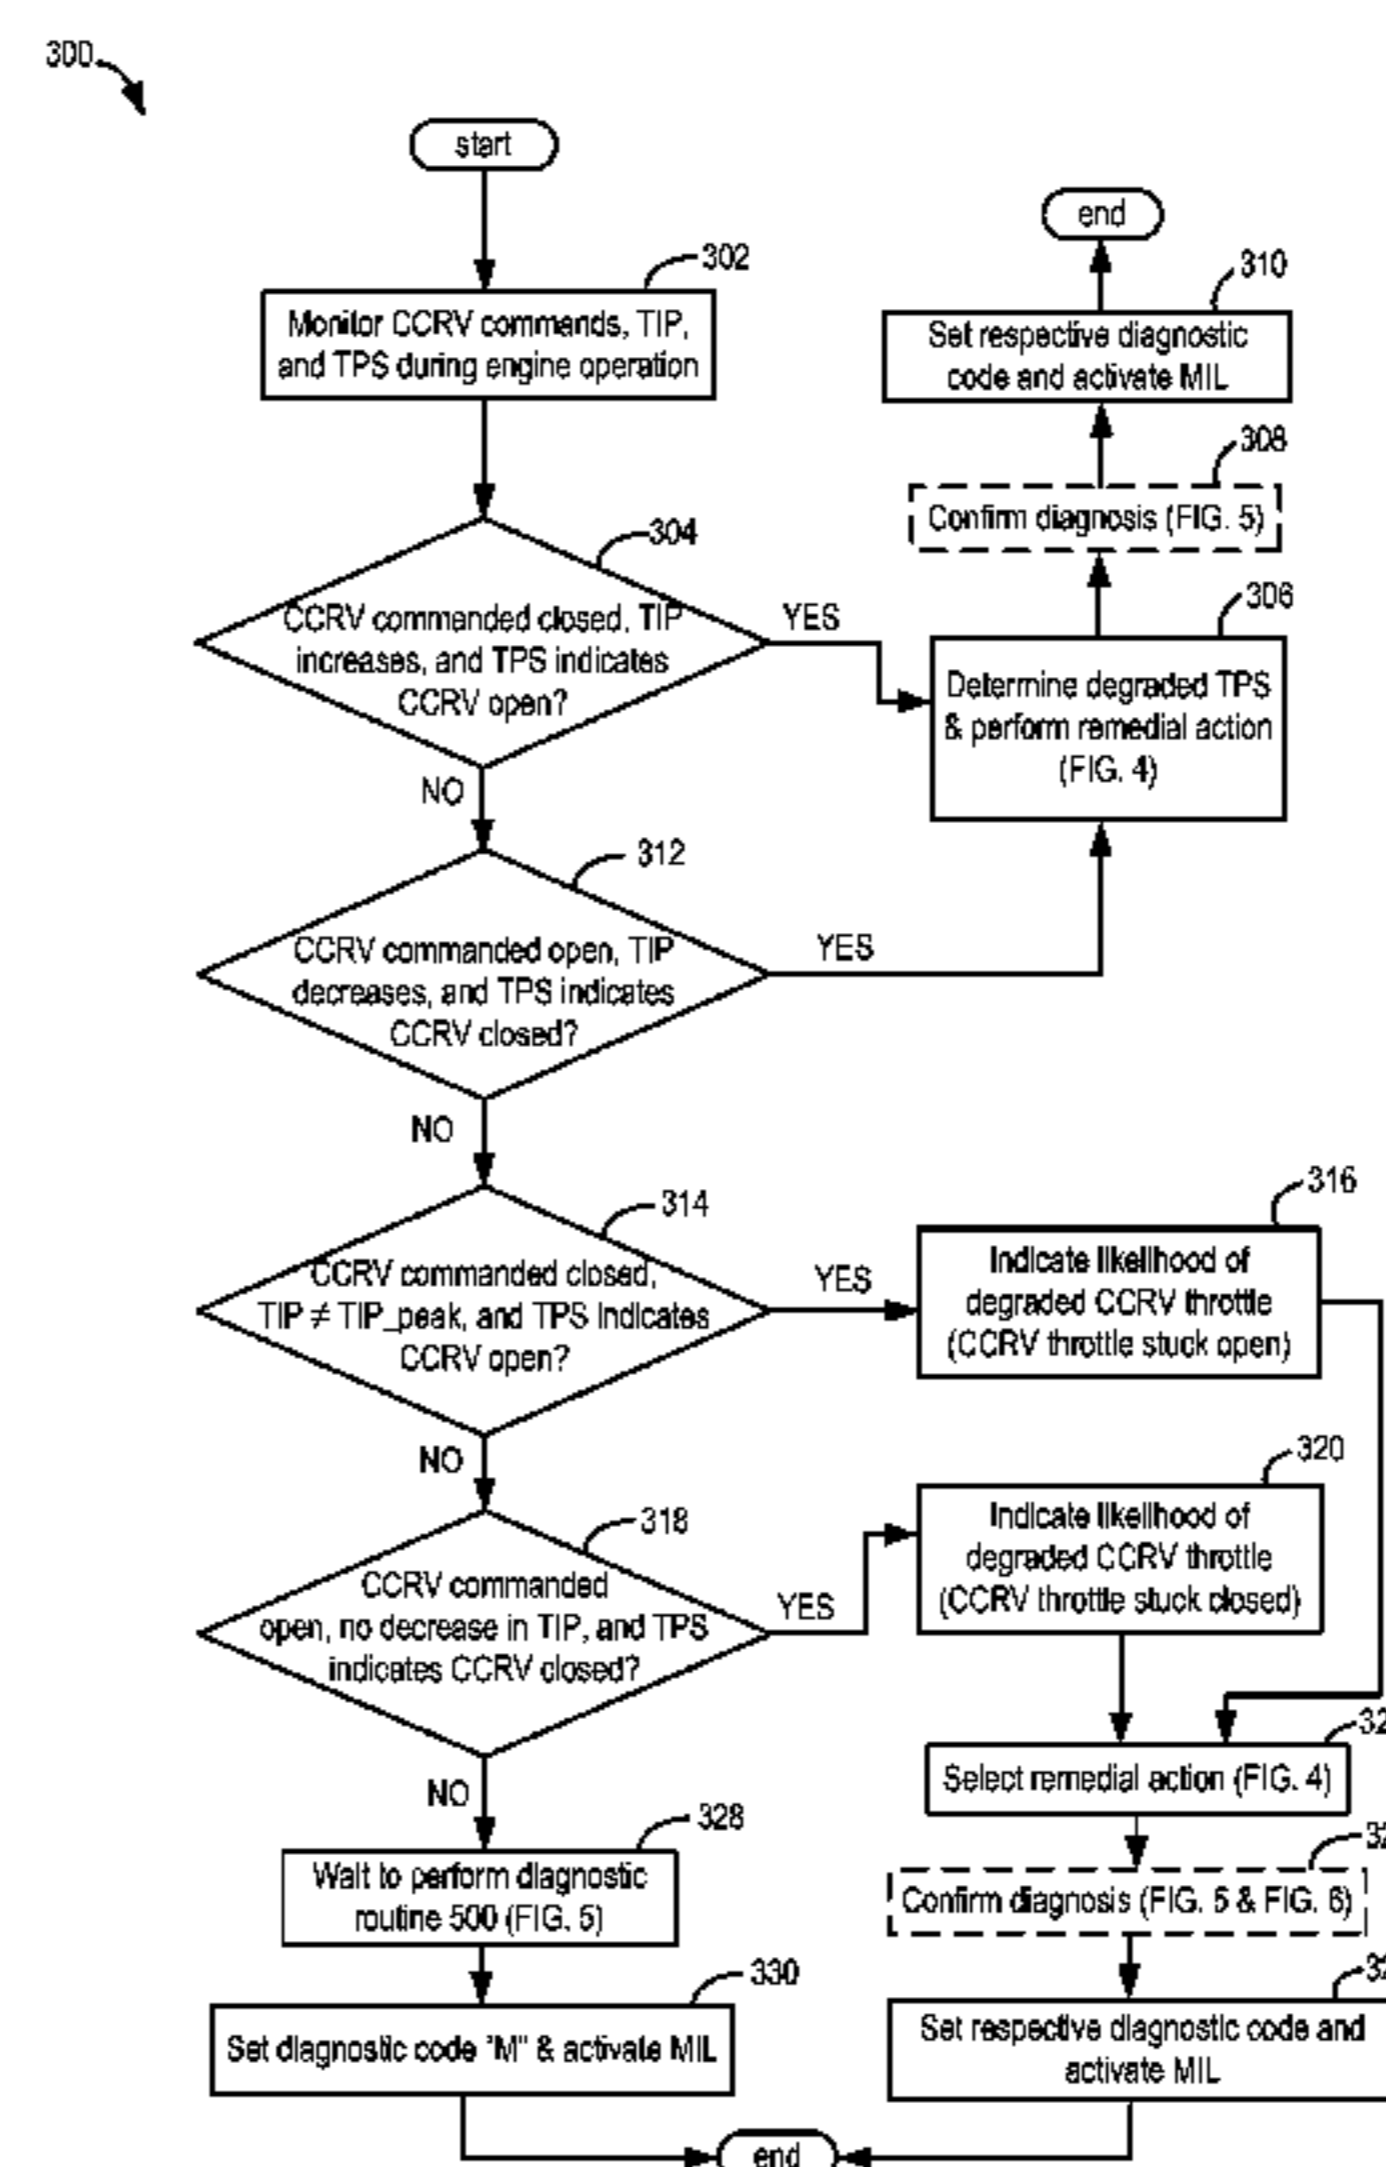 300
start
302
Monitor CCRV commands, TIP,
and TPS during engine operation
304
CCRV commanded closed, TIP
increases, and TPS indicates
CCRV open?
YES
NO
end
310
Set respective diagnostic
code and activate MIL
308
Confirm diagnosis (FIG. 5)
306
Determine degraded TPS
& perform remedial action
(FIG. 4)
312
CCRV commanded open, TIP
decreases, and TPS indicates
CCRV closed?
YES
NO
314
CCRV commanded closed,
TIP ≠ TIP_peak, and TPS indicates
CCRV open?
YES
NO
316
Indicate likelihood of
degraded CCRV throttle
(CCRV throttle stuck open)
318
CCRV commanded
open, no decrease in TIP, and TPS
indicates CCRV closed?
YES
NO
320
Indicate likelihood of
degraded CCRV throttle
(CCRV throttle stuck closed)
Select remedial action (FIG. 4)
Confirm diagnosis (FIG. 5 & FIG. 6)
Set respective diagnostic code and
activate MIL
328
Wait to perform diagnostic
routine 500 (FIG. 5)
330
Set diagnostic code "M" & activate MIL
end